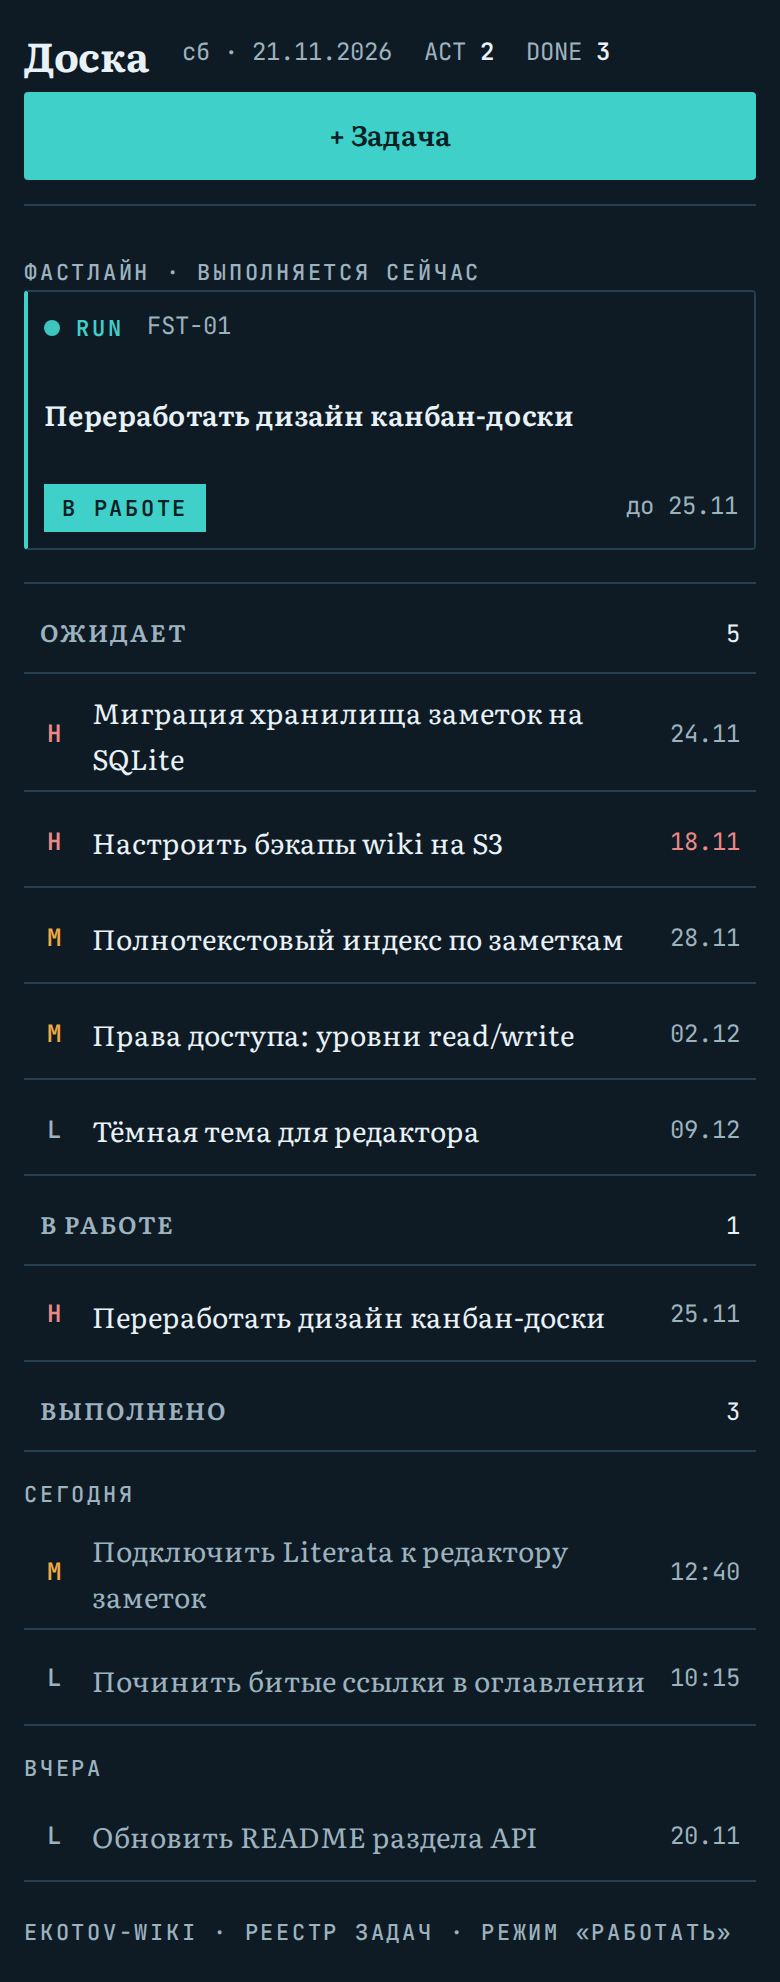 Доска сб · 21.11.2026 ACT 2 DONE 3
+ Задача
ФАСТЛАЙН · ВЫПОЛНЯЕТСЯ СЕЙЧАС
RUN FST-01
Переработать дизайн канбан-доски
В РАБОТЕ до 25.11
ОЖИДАЕТ 5
H Миграция хранилища заметок на 24.11
SQLite
H Настроить бэкапы wiki на S3 18.11
M Полнотекстовый индекс по заметкам 28.11
M Права доступа: уровни read/write 02.12
L Тёмная тема для редактора 09.12
В РАБОТЕ 1
H Переработать дизайн канбан-доски 25.11
ВЫПОЛНЕНО 3
СЕГОДНЯ
M Подключить Literata к редактору 12:40
заметок
L Починить битые ссылки в оглавлении 10:15
ВЧЕРА
L Обновить README раздела API 20.11
EKOTOV-WIKI · РЕЕСТР ЗАДАЧ · РЕЖИМ «РАБОТАТЬ»